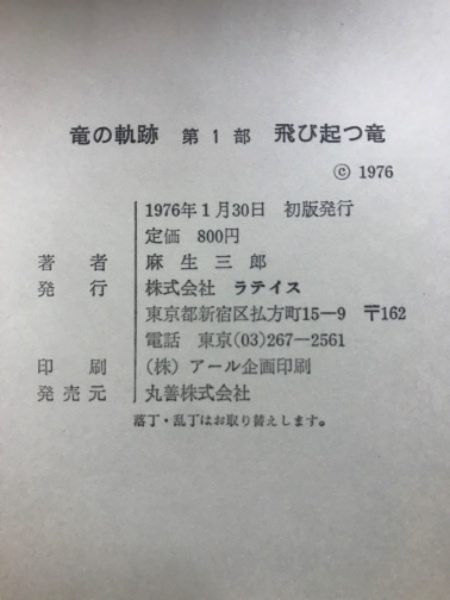 竜の軌跡 第1部 飛び起つ竜
© 1976
1976年1月30日 初版発行
定価 800円
著者 麻生三郎
発行 株式会社 ラテイス
東京都新宿区払方町15―9 〒162
電話 東京(03)267―2561
印刷 (株) アール企画印刷
発売元 丸善株式会社
落丁・乱丁はお取り替えします。